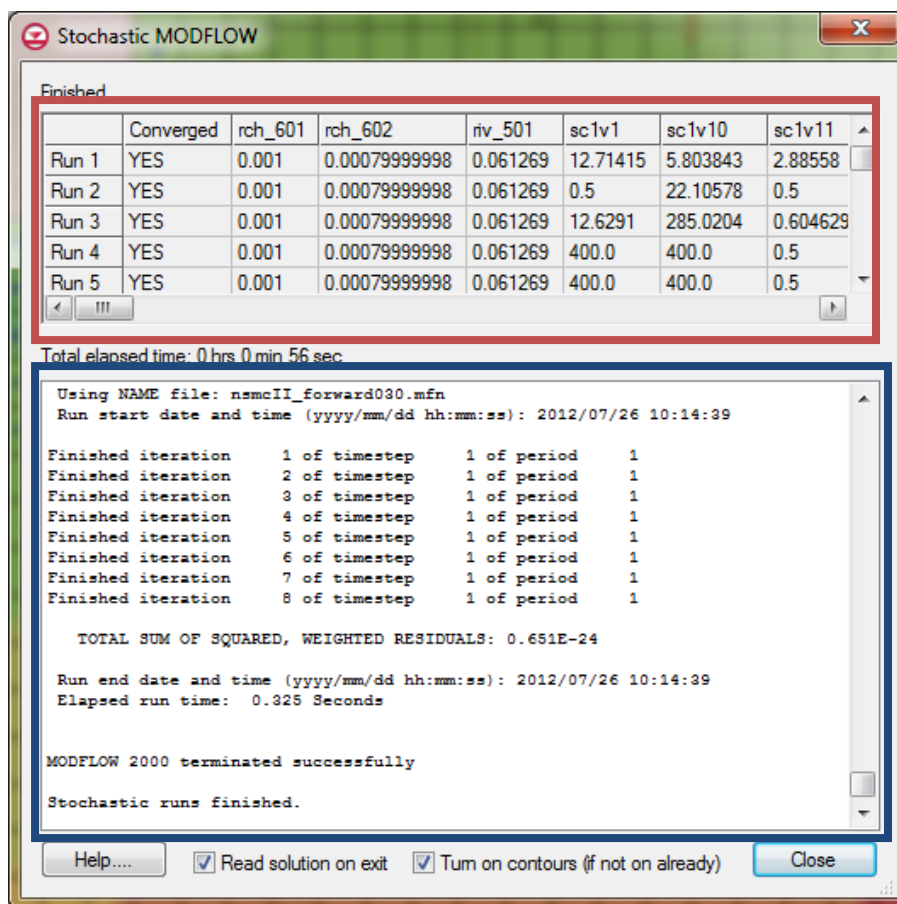 Stochastic MODFLOW
Finished
Converged rch_601 rch_602 riv_501 sc1v1 sc1v10 sc1v11
Run 1 YES 0.001 0.00079999998 0.061269 12.71415 5.803843 2.88558
Run 2 YES 0.001 0.00079999998 0.061269 0.5 22.10578 0.5
Run 3 YES 0.001 0.00079999998 0.061269 12.6291 285.0204 0.604629
Run 4 YES 0.001 0.00079999998 0.061269 400.0 400.0 0.5
Run 5 YES 0.001 0.00079999998 0.061269 400.0 400.0 0.5
Total elapsed time: 0 hrs 0 min 56 sec
Using NAME file: nsmcII_forward030.mfn
Run start date and time (yyyy/mm/dd hh:mm:ss): 2012/07/26 10:14:39
Finished iteration 1 of timestep 1 of period 1
Finished iteration 2 of timestep 1 of period 1
Finished iteration 3 of timestep 1 of period 1
Finished iteration 4 of timestep 1 of period 1
Finished iteration 5 of timestep 1 of period 1
Finished iteration 6 of timestep 1 of period 1
Finished iteration 7 of timestep 1 of period 1
Finished iteration 8 of timestep 1 of period 1
TOTAL SUM OF SQUARED, WEIGHTED RESIDUALS: 0.651E-24
Run end date and time (yyyy/mm/dd hh:mm:ss): 2012/07/26 10:14:39
Elapsed run time: 0.325 Seconds
MODFLOW 2000 terminated successfully
Stochastic runs finished.
Help.... Read solution on exit Turn on contours (if not on already) Close